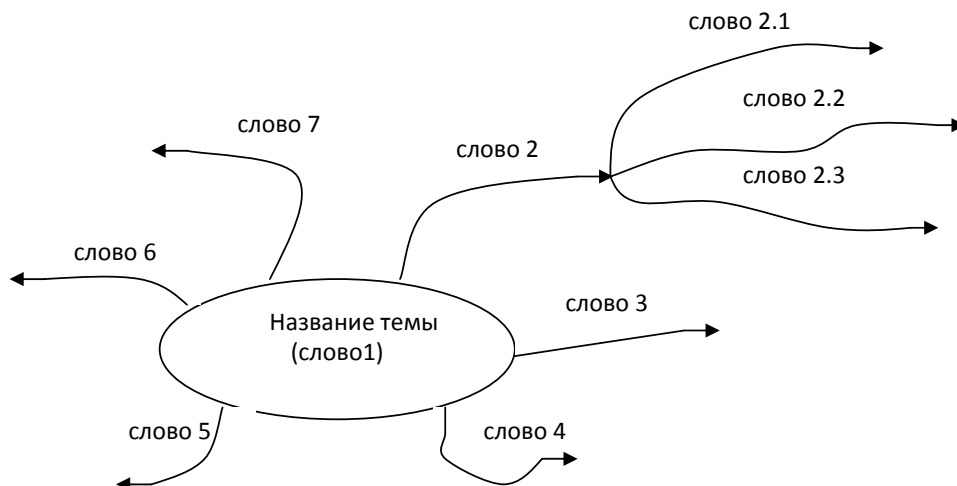 слово 2.1
слово 2.2
слово 7
слово 2
слово 2.3
слово 6
слово 3
Название темы
(слово1)
слово 5
слово 4